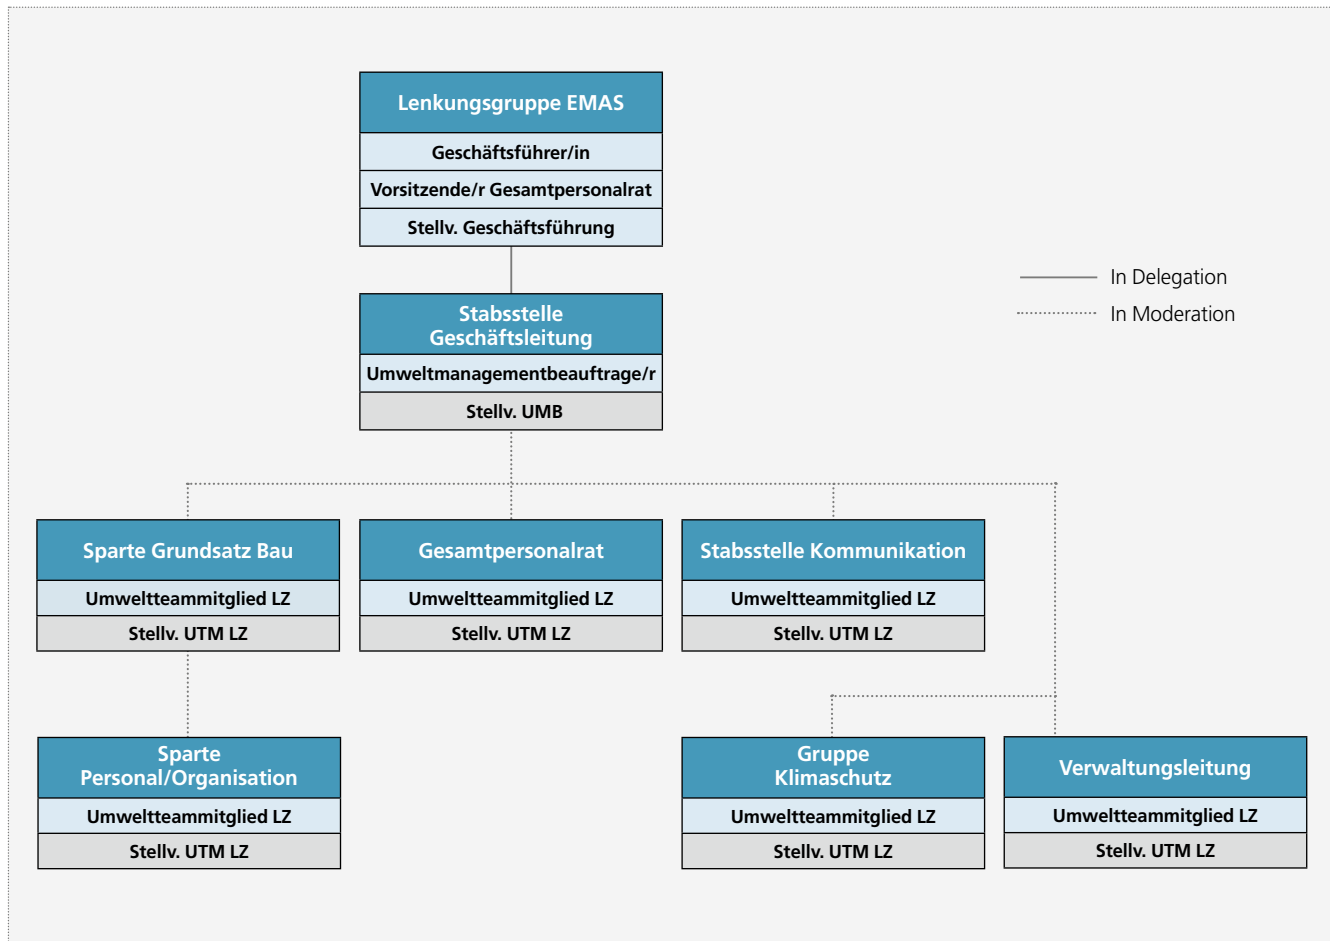 Lenkungsgruppe EMAS
Geschäftsführer/in
Vorsitzende/r Gesamtpersonalrat
Stellv. Geschäftsführung
In Delegation
In Moderation
Stabsstelle
Geschäftsleitung
Umweltmanagementbeauftrage/r
Stellv. UMB
Sparte Grundsatz Bau
Umweltteammitglied LZ
Stellv. UTM LZ
Gesamtpersonalrat
Umweltteammitglied LZ
Stellv. UTM LZ
Stabsstelle Kommunikation
Umweltteammitglied LZ
Stellv. UTM LZ
Sparte
Personal/Organisation
Umweltteammitglied LZ
Stellv. UTM LZ
Gruppe
Klimaschutz
Umweltteammitglied LZ
Stellv. UTM LZ
Verwaltungsleitung
Umweltteammitglied LZ
Stellv. UTM LZ